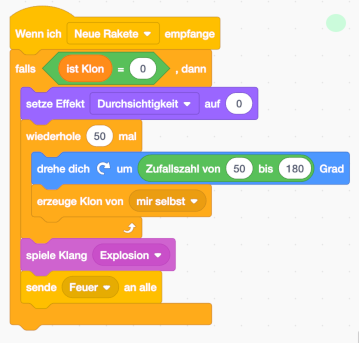 Wenn ich Neue Rakete empfange
falls ist Klon = 0 , dann
setze Effekt Durchsichtigkeit auf 0
wiederhole 50 mal
drehe dich um Zufallszahl von 50 bis 180 Grad
erzeuge Klon von mir selbst
spiele Klang Explosion
sende Feuer an alle